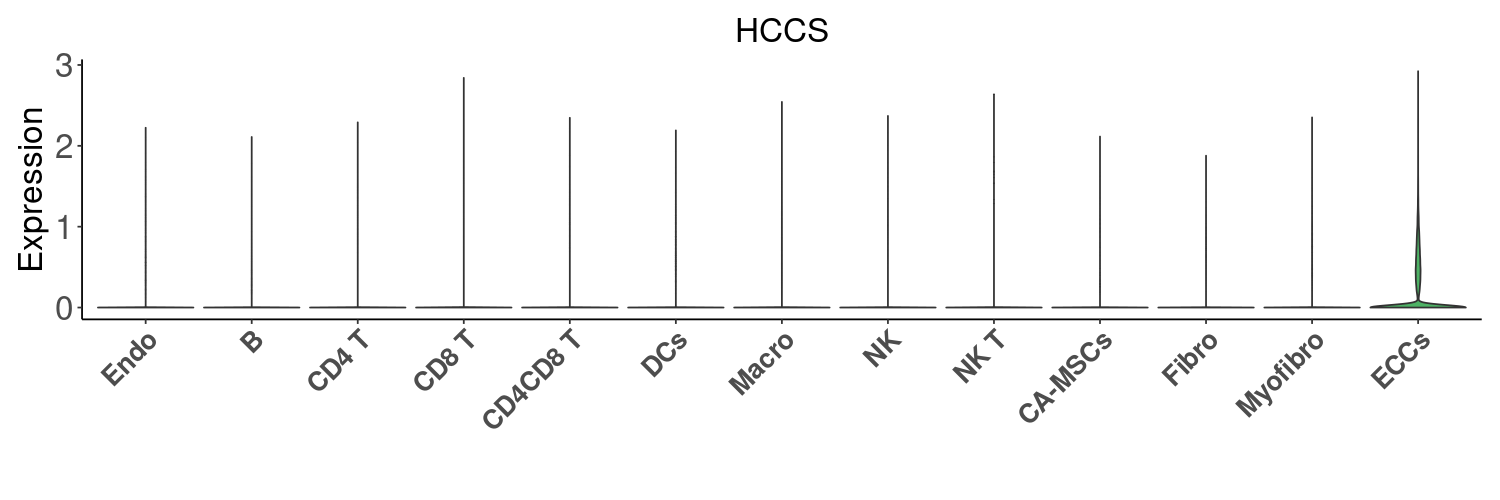 HCCS
Expression
3
2
1
0
Endo
B
CD4 T
CD8 T
CD4CD8 T
DCs
Macro
NK
NK T
CA-MSCs
Fibro
Myofibro
ECCs